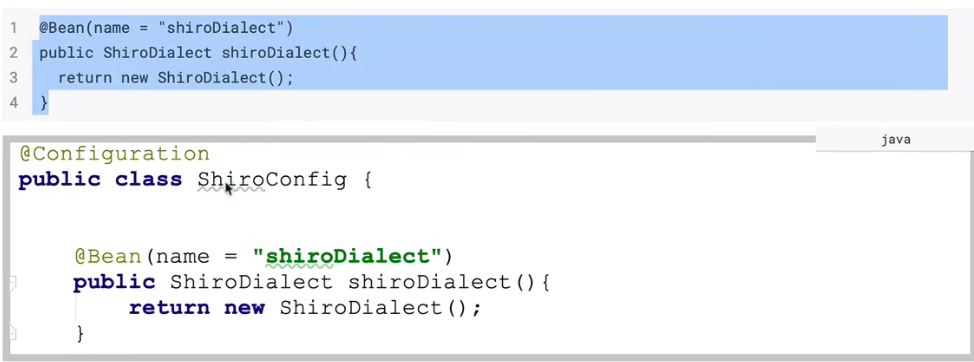 1 @Bean(name = "shiroDialect")
2 public ShiroDialect shiroDialect(){
3   return new ShiroDialect();
4 }
java
@Configuration
public class ShiroConfig {
@Bean(name = "shiroDialect")
public ShiroDialect shiroDialect(){
return new ShiroDialect();
}